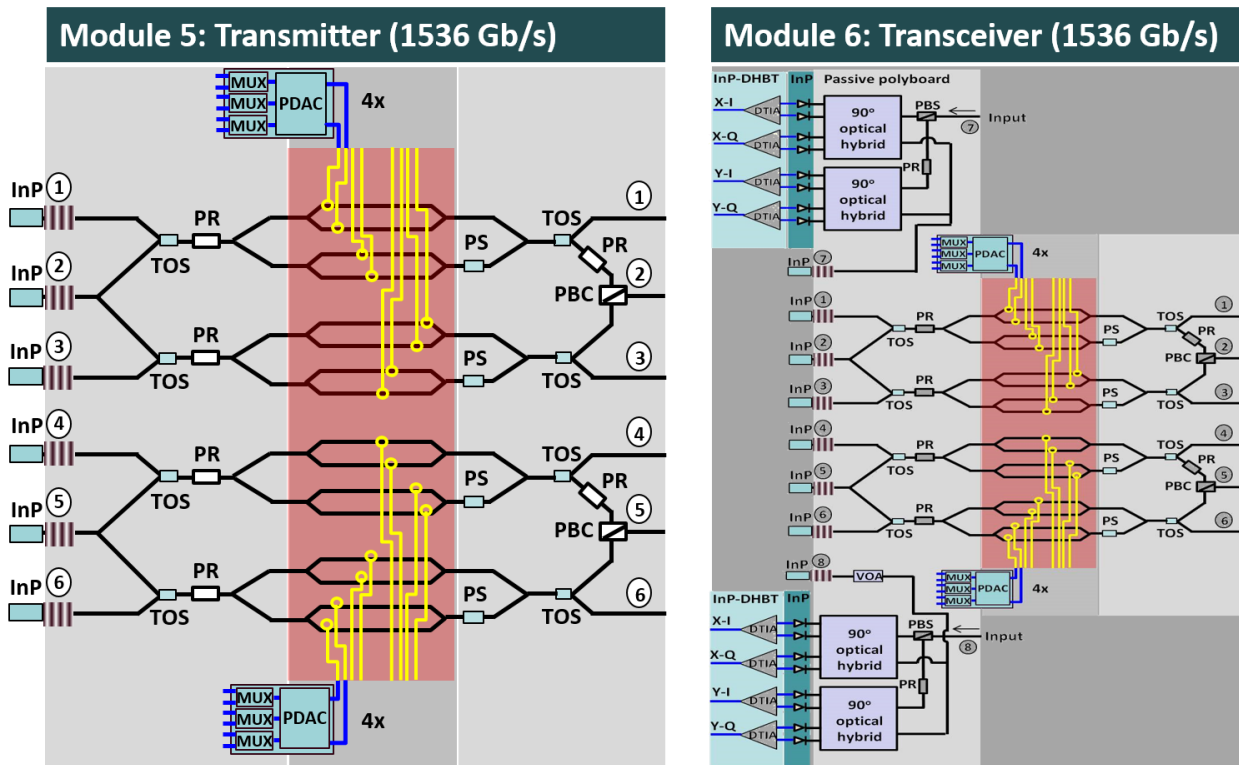 Module 5: Transmitter (1536 Gb/s)
MUX
MUX
MUX
PDAC
4x
InP 1
InP 2
InP 3
InP 4
InP 5
InP 6
TOS
TOS
TOS
TOS
PR
PR
PR
PR
PS
PS
PS
PS
TOS
TOS
TOS
TOS
PR
PR
PBC
PBC
1
2
3
4
5
6
MUX
MUX
MUX
PDAC
4x
Module 6: Transceiver (1536 Gb/s)
InP-DHBT InP Passive polyboard
X-I DTIA
X-Q DTIA
Y-I DTIA
Y-Q DTIA
90° optical hybrid
90° optical hybrid
PBS
7 Input
PR
MUX
MUX
MUX
PDAC
4x
InP 7
InP 1
InP 2
InP 3
InP 4
InP 5
InP 6
InP 8
VOA
TOS
TOS
TOS
TOS
PR
PR
PR
PR
PS
PS
PS
PS
TOS
TOS
TOS
TOS
PR
PR
PBC
PBC
1
2
3
4
5
6
MUX
MUX
MUX
PDAC
4x
InP-DHBT InP
X-I DTIA
X-Q DTIA
Y-I DTIA
Y-Q DTIA
90° optical hybrid
90° optical hybrid
PBS
8 Input
PR